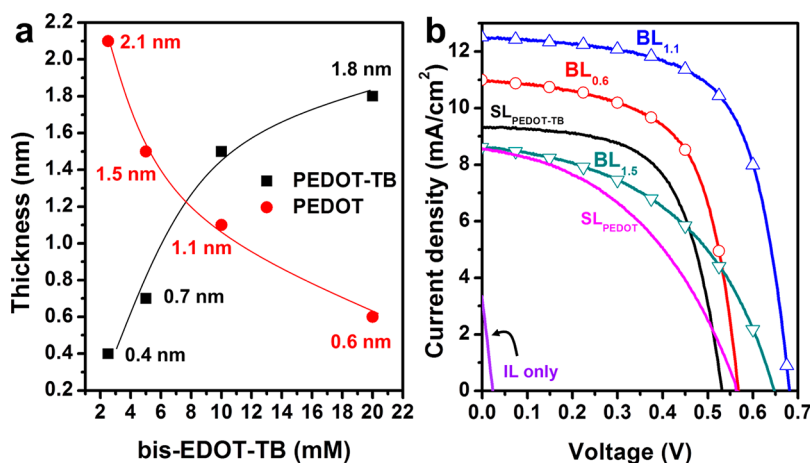 a
2.2
2.0
1.8
1.6
1.4
1.2
1.0
0.8
0.6
0.4
0.2
Thickness (nm)
2.1 nm
1.8 nm
1.5 nm
PEDOT-TB
PEDOT
1.1 nm
0.7 nm
0.4 nm
0.6 nm
2 4 6 8 10 12 14 16 18 20 22
bis-EDOT-TB (mM)
b
12
10
8
6
4
2
0
Current density (mA/cm²)
BL1.1
BL0.6
SLPEDOT-TB
BL1.5
SLPEDOT
IL only
0.0 0.1 0.2 0.3 0.4 0.5 0.6 0.7
Voltage (V)